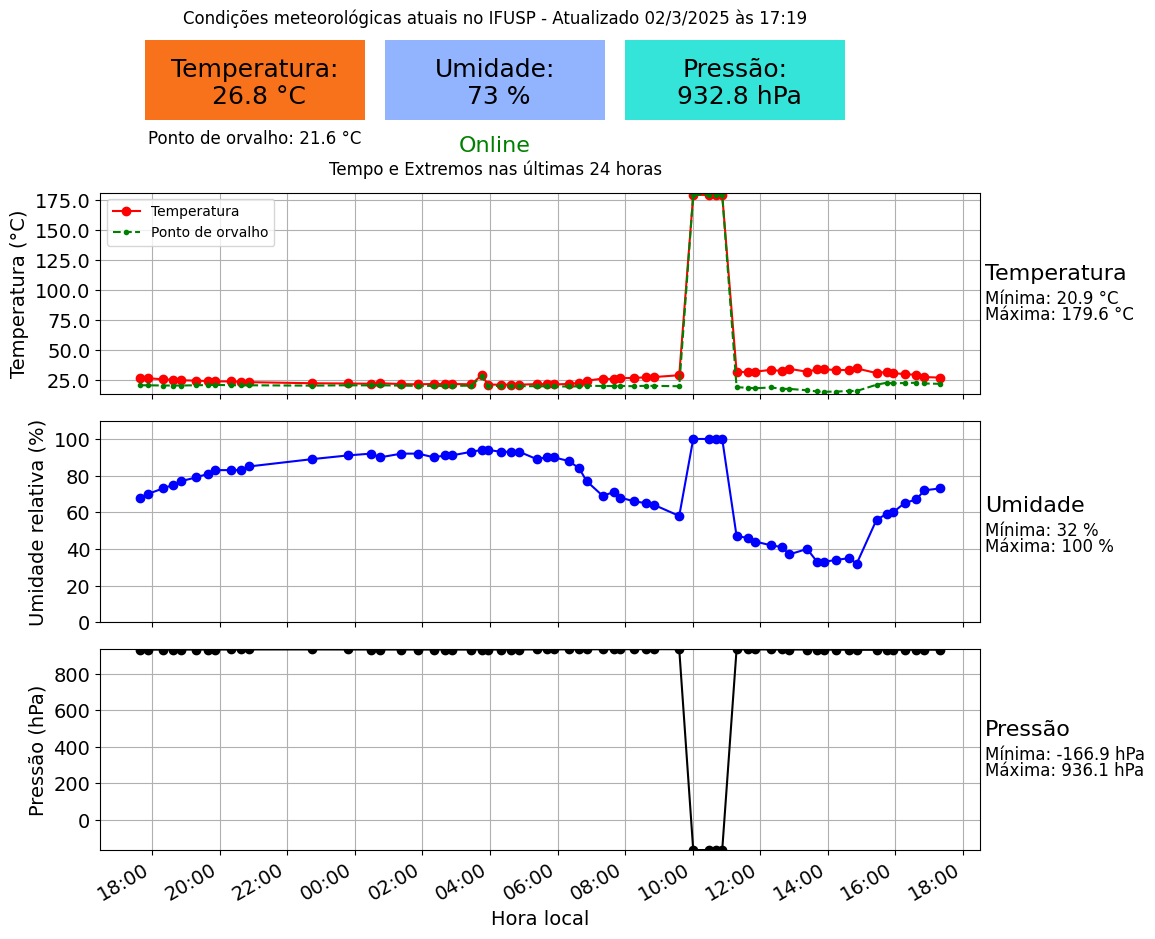 Condições meteorológicas atuais no IFUSP - Atualizado 02/3/2025 às 17:19
Temperatura:
26.8 °C
Umidade:
73 %
Pressão:
932.8 hPa
Ponto de orvalho: 21.6 °C
Online
Tempo e Extremos nas últimas 24 horas
Temperatura (°C)
175.0
150.0
125.0
100.0
75.0
50.0
25.0
Temperatura
Ponto de orvalho
Temperatura
Mínima: 20.9 °C
Máxima: 179.6 °C
Umidade relativa (%)
100
80
60
40
20
0
Umidade
Mínima: 32 %
Máxima: 100 %
Pressão (hPa)
800
600
400
200
0
Pressão
Mínima: -166.9 hPa
Máxima: 936.1 hPa
18:00 20:00 22:00 00:00 02:00 04:00 06:00 08:00 10:00 12:00 14:00 16:00 18:00
Hora local